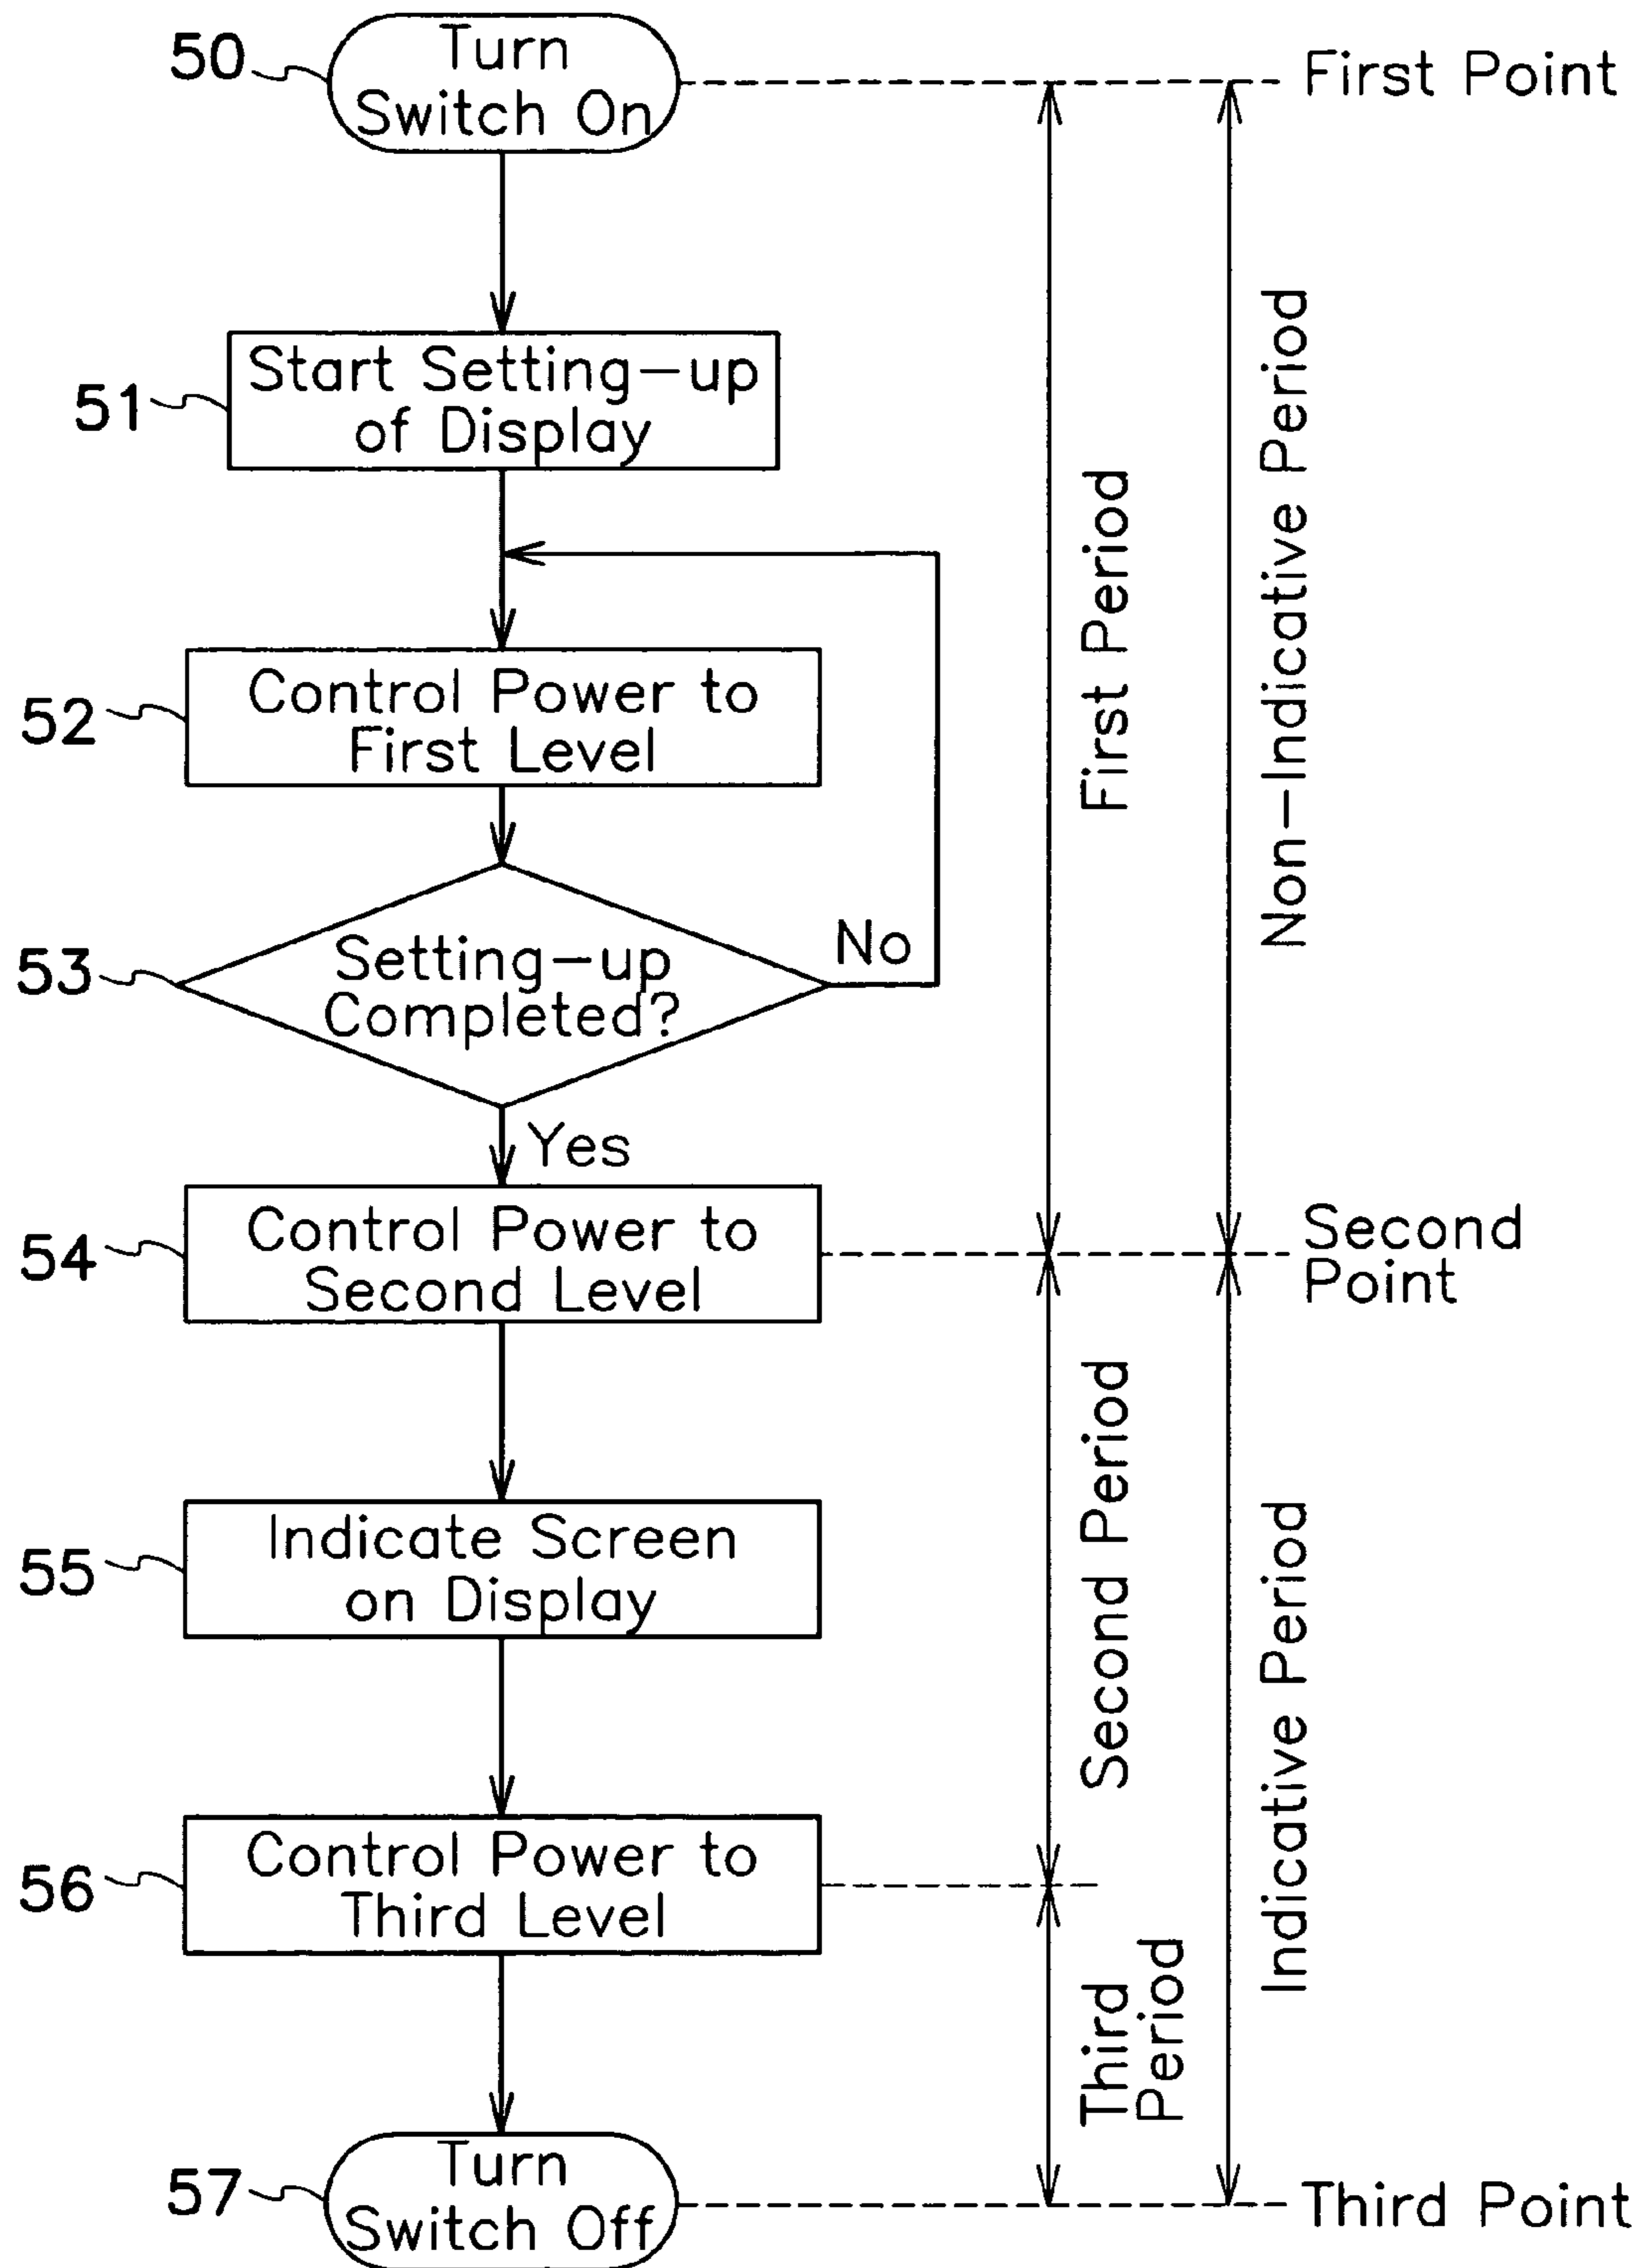 50
Turn
Switch On
First Point
51
Start Setting-up
of Display
52
Control Power to
First Level
53
Setting-up
Completed?
No
Yes
First Period
Non-Indicative Period
54
Control Power to
Second Level
Second
Point
55
Indicate Screen
on Display
Second Period
Indicative Period
56
Control Power to
Third Level
Third
Period
57
Turn
Switch Off
Third Point